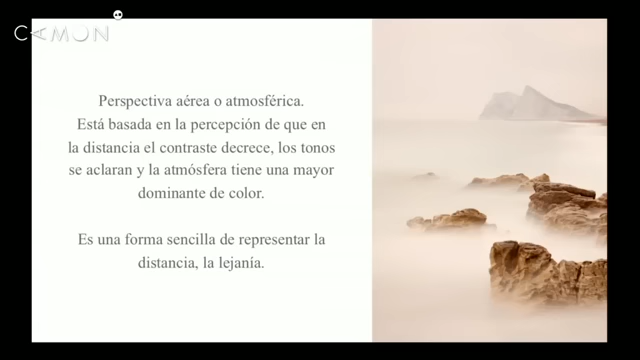 CAMON
Perspectiva aérea o atmosférica.
Está basada en la percepción de que en
la distancia el contraste decrece, los tonos
se aclaran y la atmósfera tiene una mayor
dominante de color.
Es una forma sencilla de representar la
distancia, la lejanía.